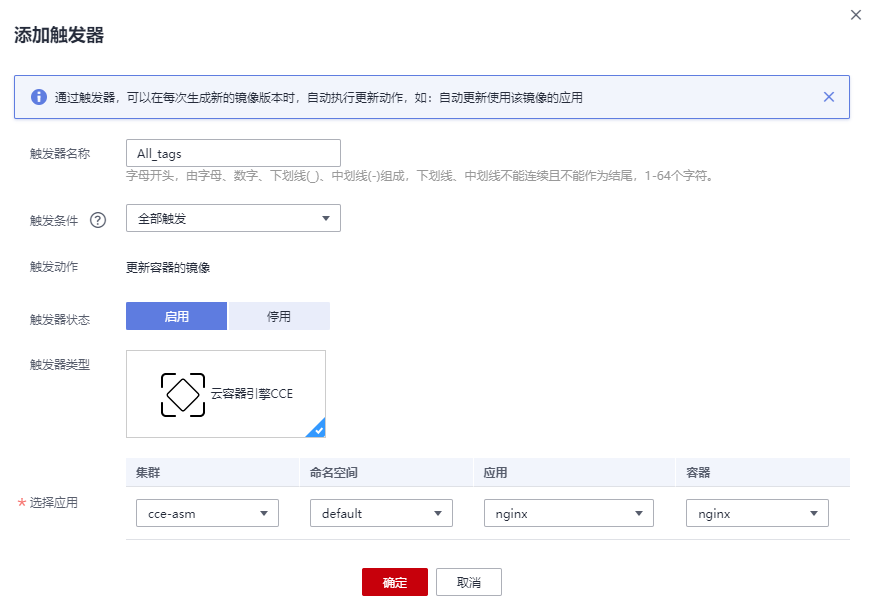 添加触发器
通过触发器，可以在每次生成新的镜像版本时，自动执行更新动作，如：自动更新使用该镜像的应用
触发器名称
All_tags
字母开头，由字母、数字、下划线(_)、中划线(-)组成，下划线、中划线不能连续且不能作为结尾，1-64个字符。
触发条件 ?
全部触发
触发动作
更新容器的镜像
触发器状态
启用 停用
触发器类型
云容器引擎CCE
集群 命名空间 应用 容器
* 选择应用
cce-asm default nginx nginx
确定 取消